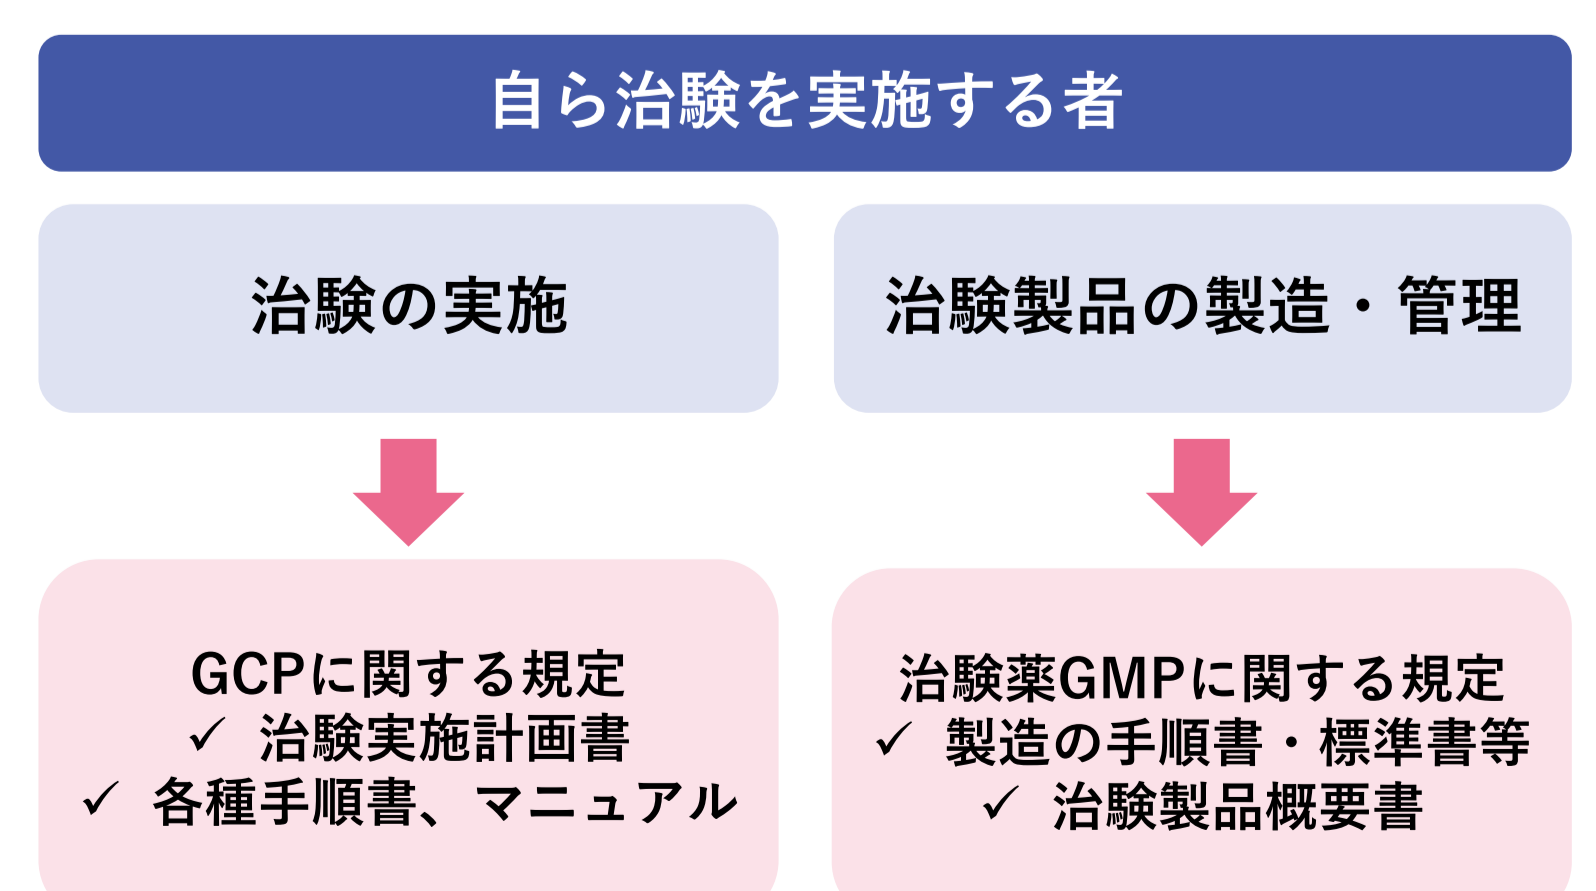 自ら治験を実施する者
治験の実施
治験製品の製造・管理
GCPに関する規定
✓ 治験実施計画書
✓ 各種手順書、マニュアル
治験薬GMPに関する規定
✓ 製造の手順書・標準書等
✓ 治験製品概要書